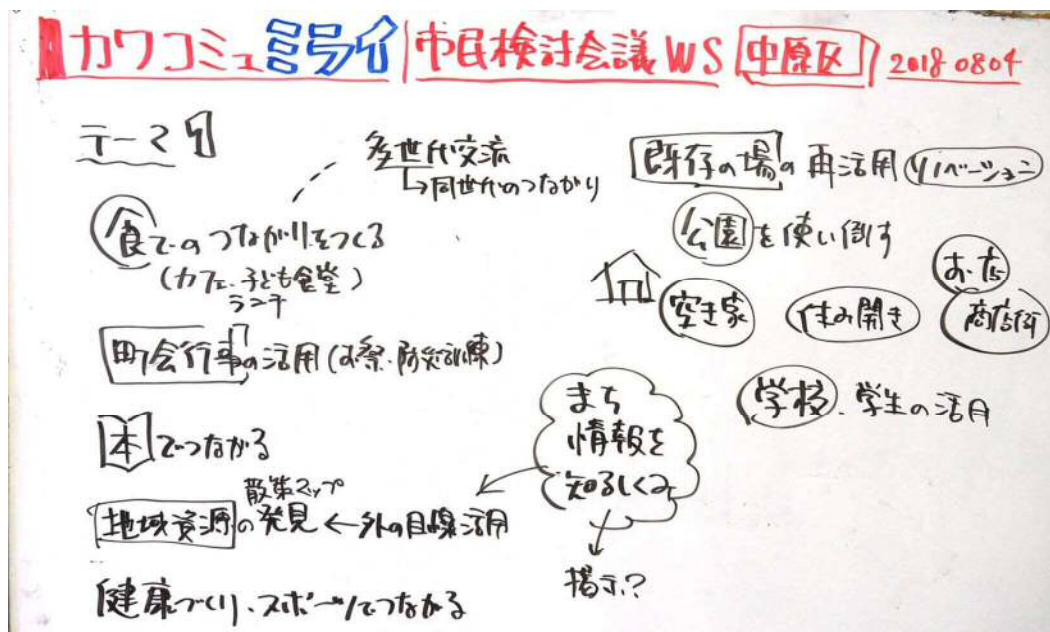 カワコミュミライ 市民検討会議WS 中原区 2018 0804
テーマ1
多世代交流
↳同世代のつながり
食でのつながりをつくる
(カフェ・子ども食堂)
ランチ
町会行事の活用(お祭・防災訓練)
本でつながる
散策マップ
地域資源の発見←外の目線活用
健康づくり、スポーツでつながる
まち
情報を
知るしくみ
掲示?
既存の場の再活用 リノベーション
公園を使い倒す
お店
空き家 住み開き 商店街
学校、学生の活用